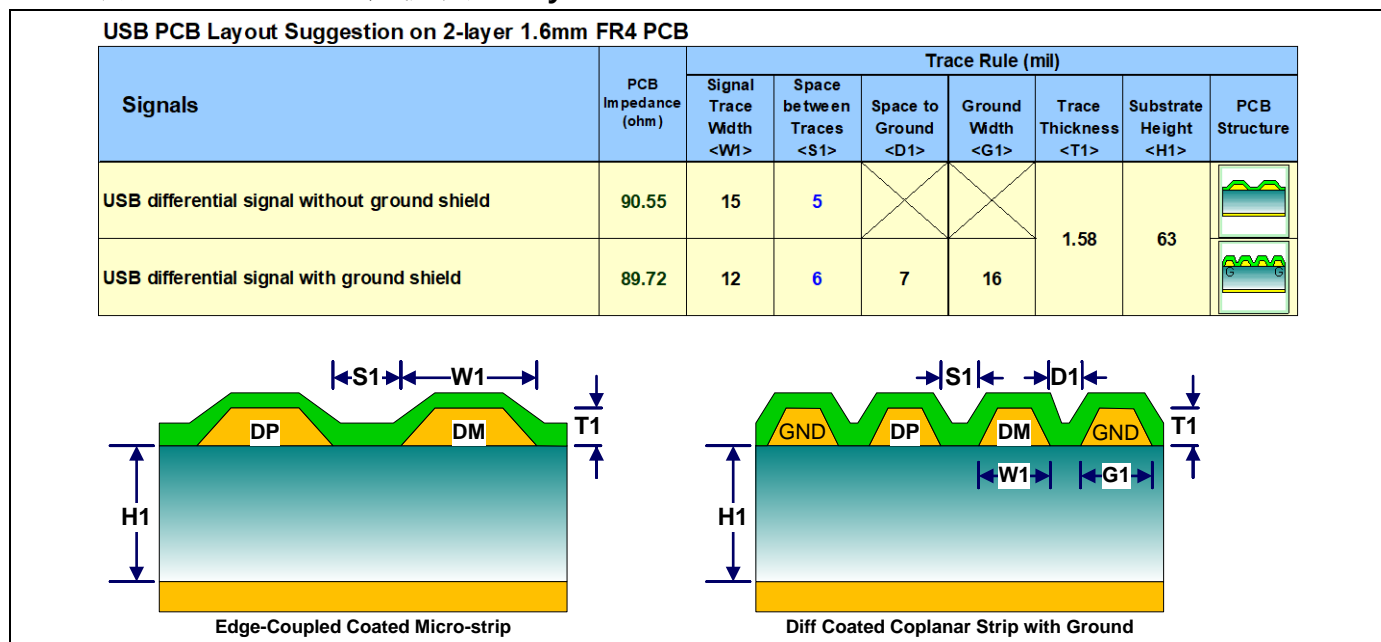 USB PCB Layout Suggestion on 2-layer 1.6mm FR4 PCB
Signals
PCB
Impedance
(ohm)
Trace Rule (mil)
Signal
Trace
Width
<W1>
Space
between
Traces
<S1>
Space to
Ground
<D1>
Ground
Width
<G1>
Trace
Thickness
<T1>
Substrate
Height
<H1>
PCB
Structure
USB differential signal without ground shield
90.55
15
5
1.58
63
USB differential signal with ground shield
89.72
12
6
7
16
G
G
S1
W1
T1
DP
DM
H1
Edge-Coupled Coated Micro-strip
S1
D1
T1
GND
DP
DM
GND
W1
G1
H1
Diff Coated Coplanar Strip with Ground